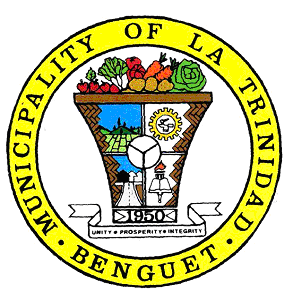 MUNICIPALITY OF LA TRINIDAD
1950
UNITY • PROSPERITY • INTEGRITY
• BENGUET •